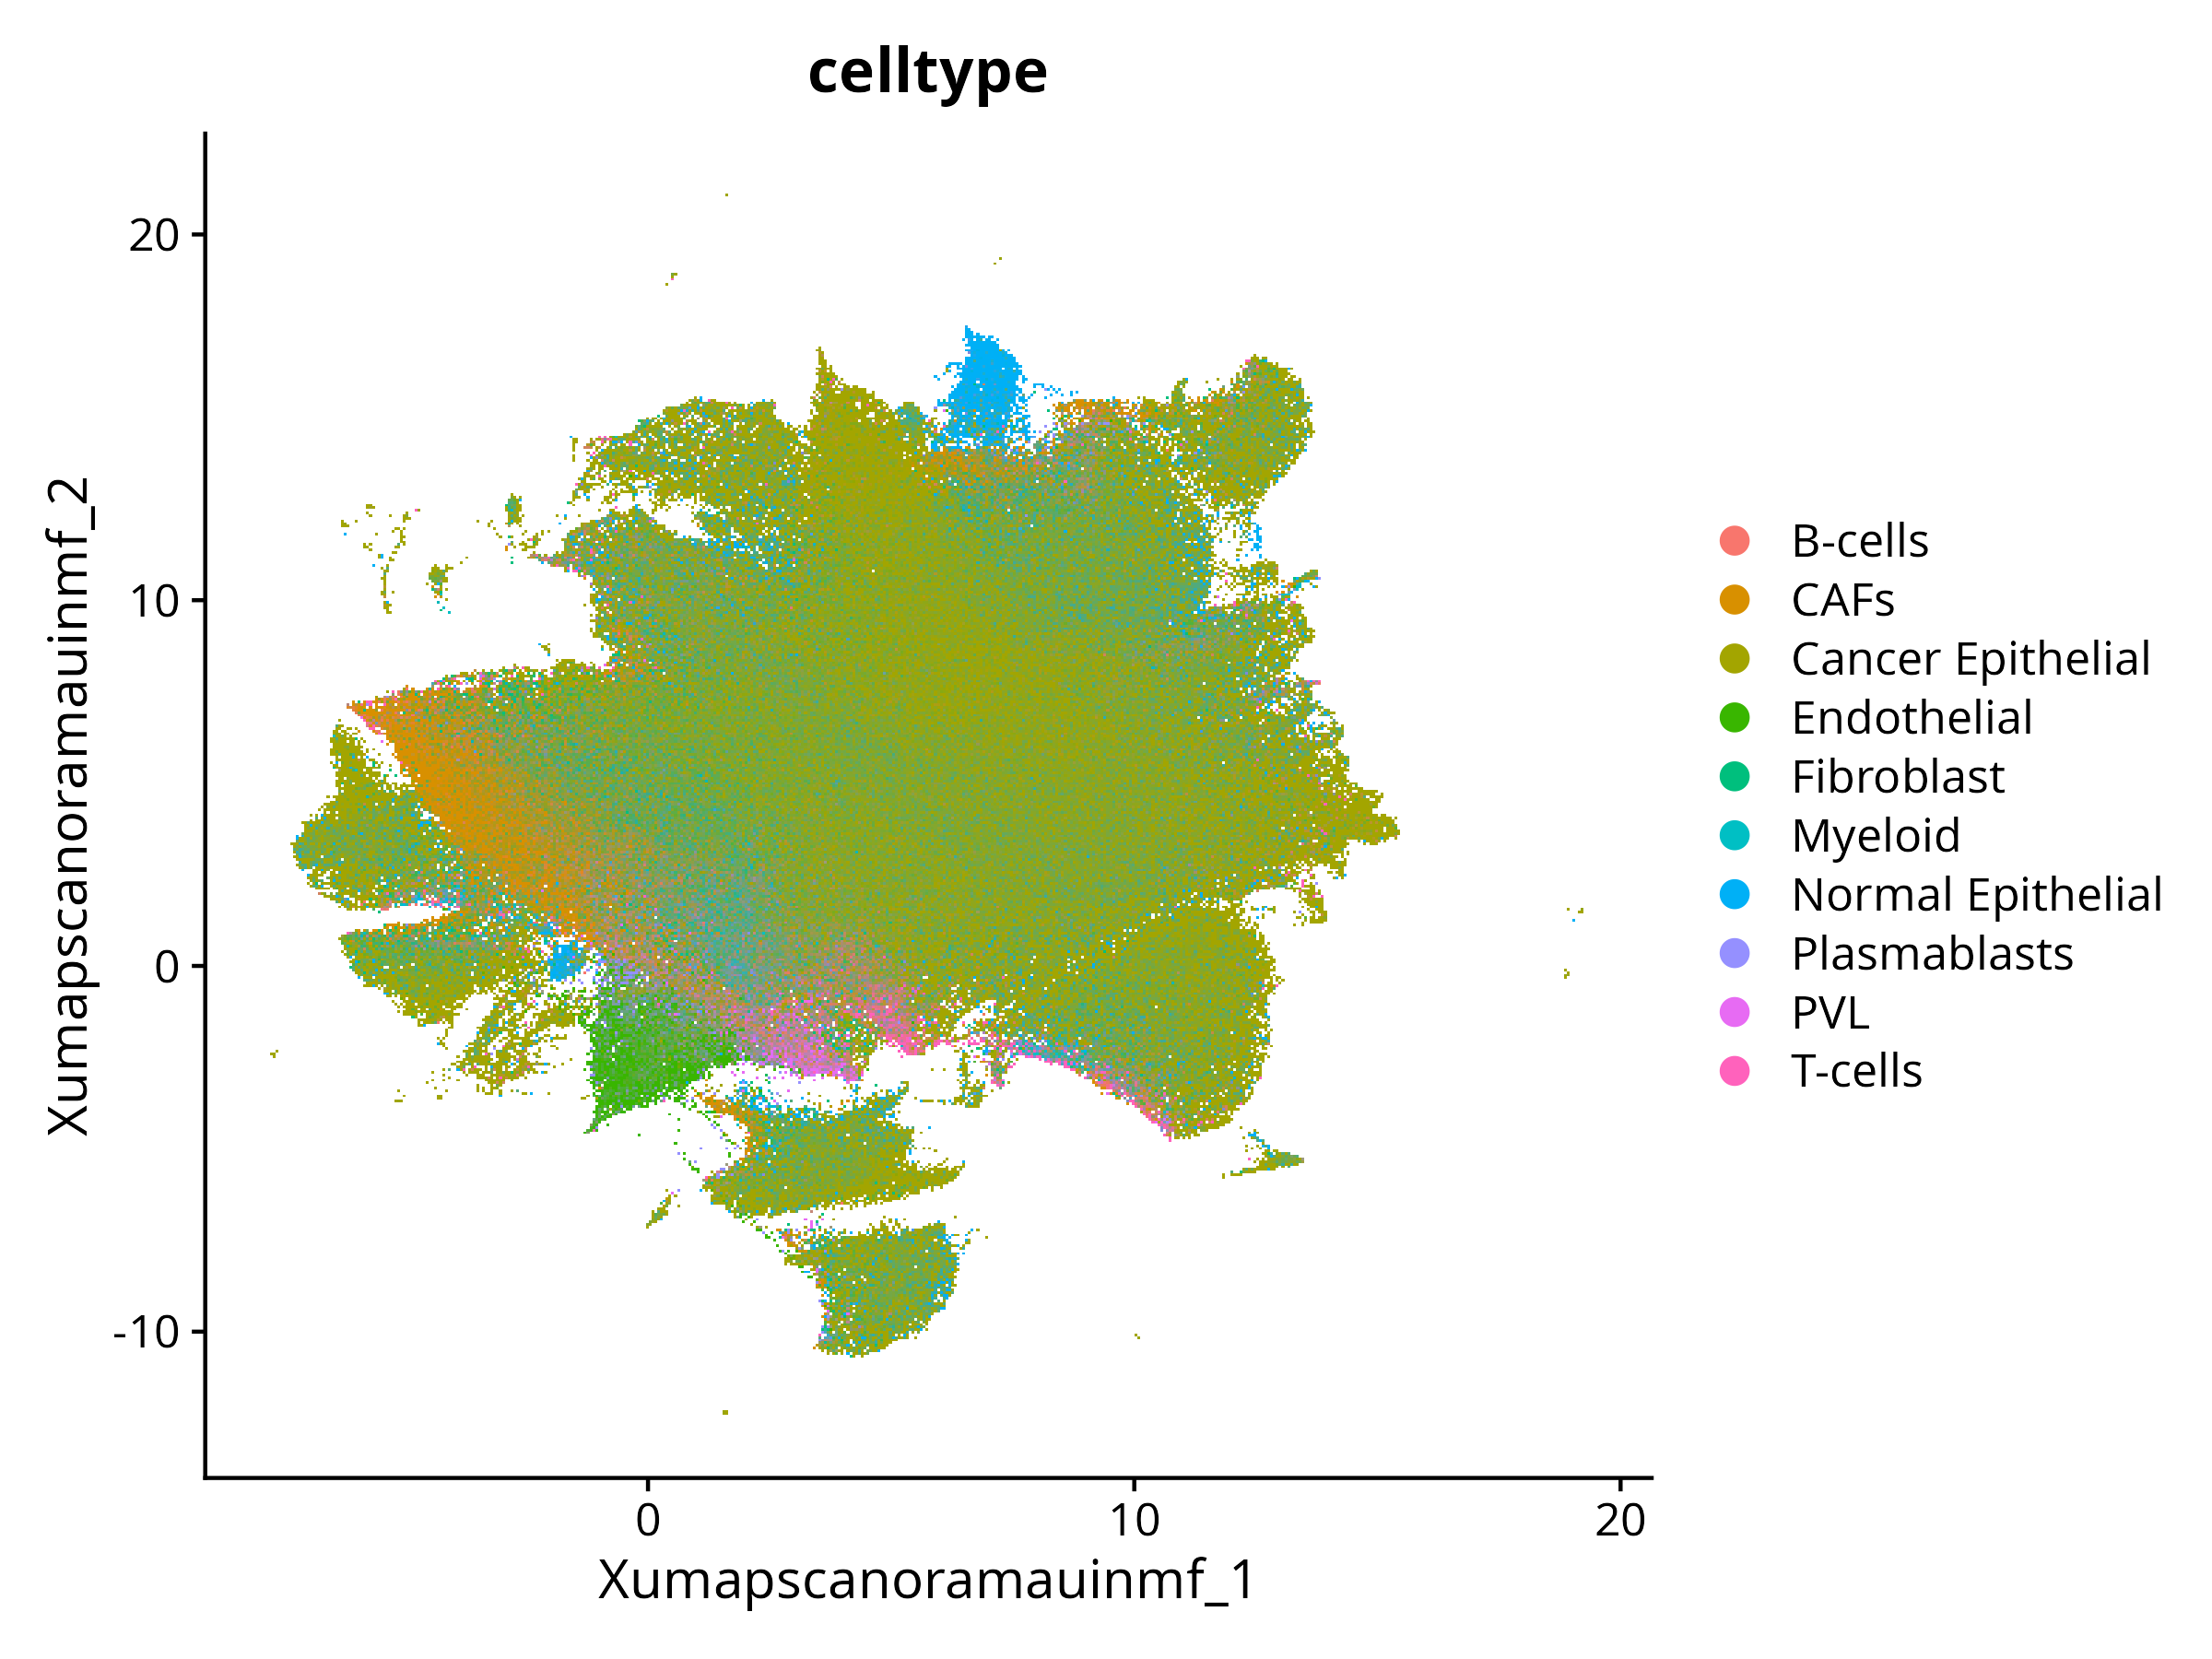 celltype
Xumapscanoramauinmf_2
20
10
0
-10
0
10
20
Xumapscanoramauinmf_1
B-cells
CAFs
Cancer Epithelial
Endothelial
Fibroblast
Myeloid
Normal Epithelial
Plasmablasts
PVL
T-cells